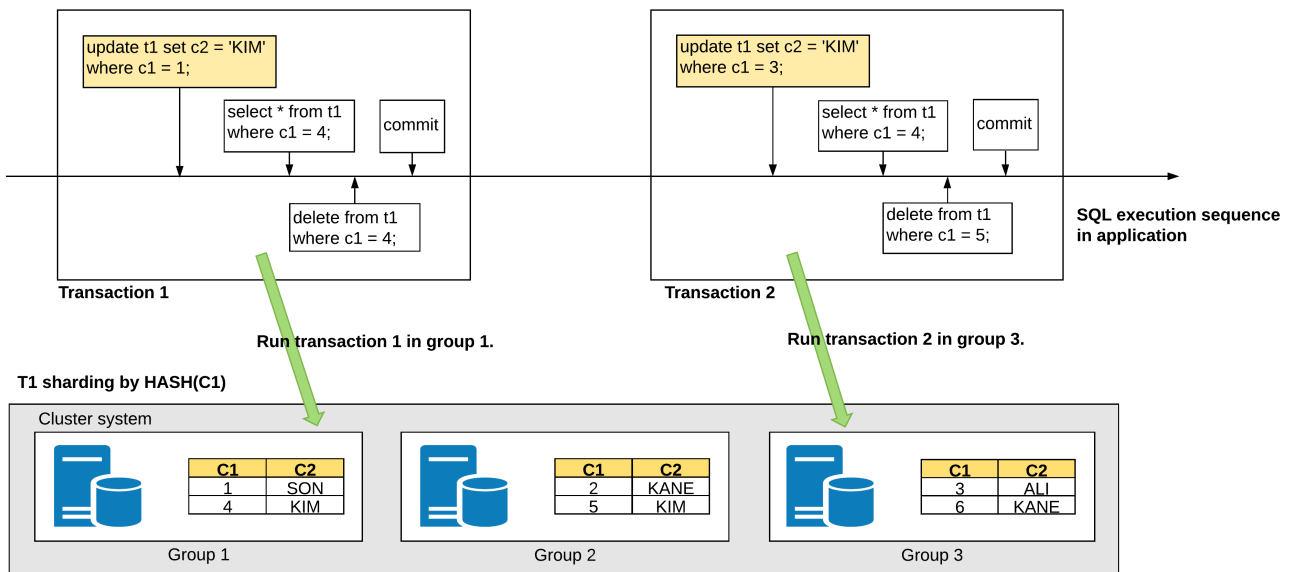 update t1 set c2 = 'KIM'
where c1 = 1;
select * from t1
where c1 = 4;
commit
delete from t1
where c1 = 4;
Transaction 1
update t1 set c2 = 'KIM'
where c1 = 3;
select * from t1
where c1 = 4;
commit
delete from t1
where c1 = 5;
Transaction 2
SQL execution sequence
in application
Run transaction 1 in group 1.
Run transaction 2 in group 3.
T1 sharding by HASH(C1)
Cluster system
C1 C2
1 SON
4 KIM
Group 1
C1 C2
2 KANE
5 KIM
Group 2
C1 C2
3 ALI
6 KANE
Group 3